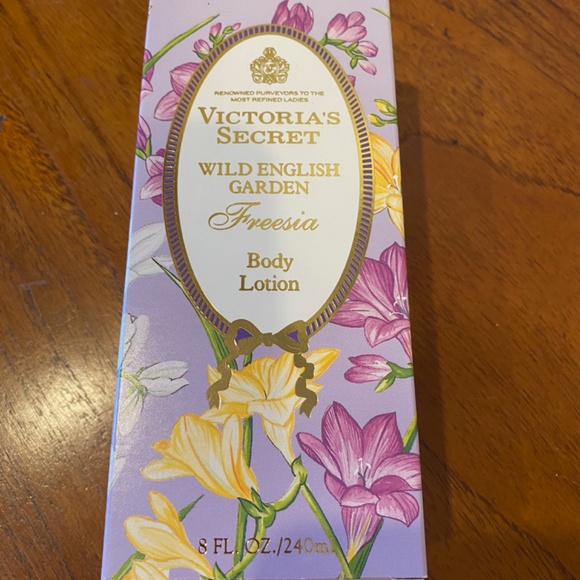 RENOWNED PURVEYORS TO THE
MOST REFINED LADIES
VICTORIA'S
SECRET
WILD ENGLISH
GARDEN
Freesia
Body
Lotion
8 FL. OZ./240ml